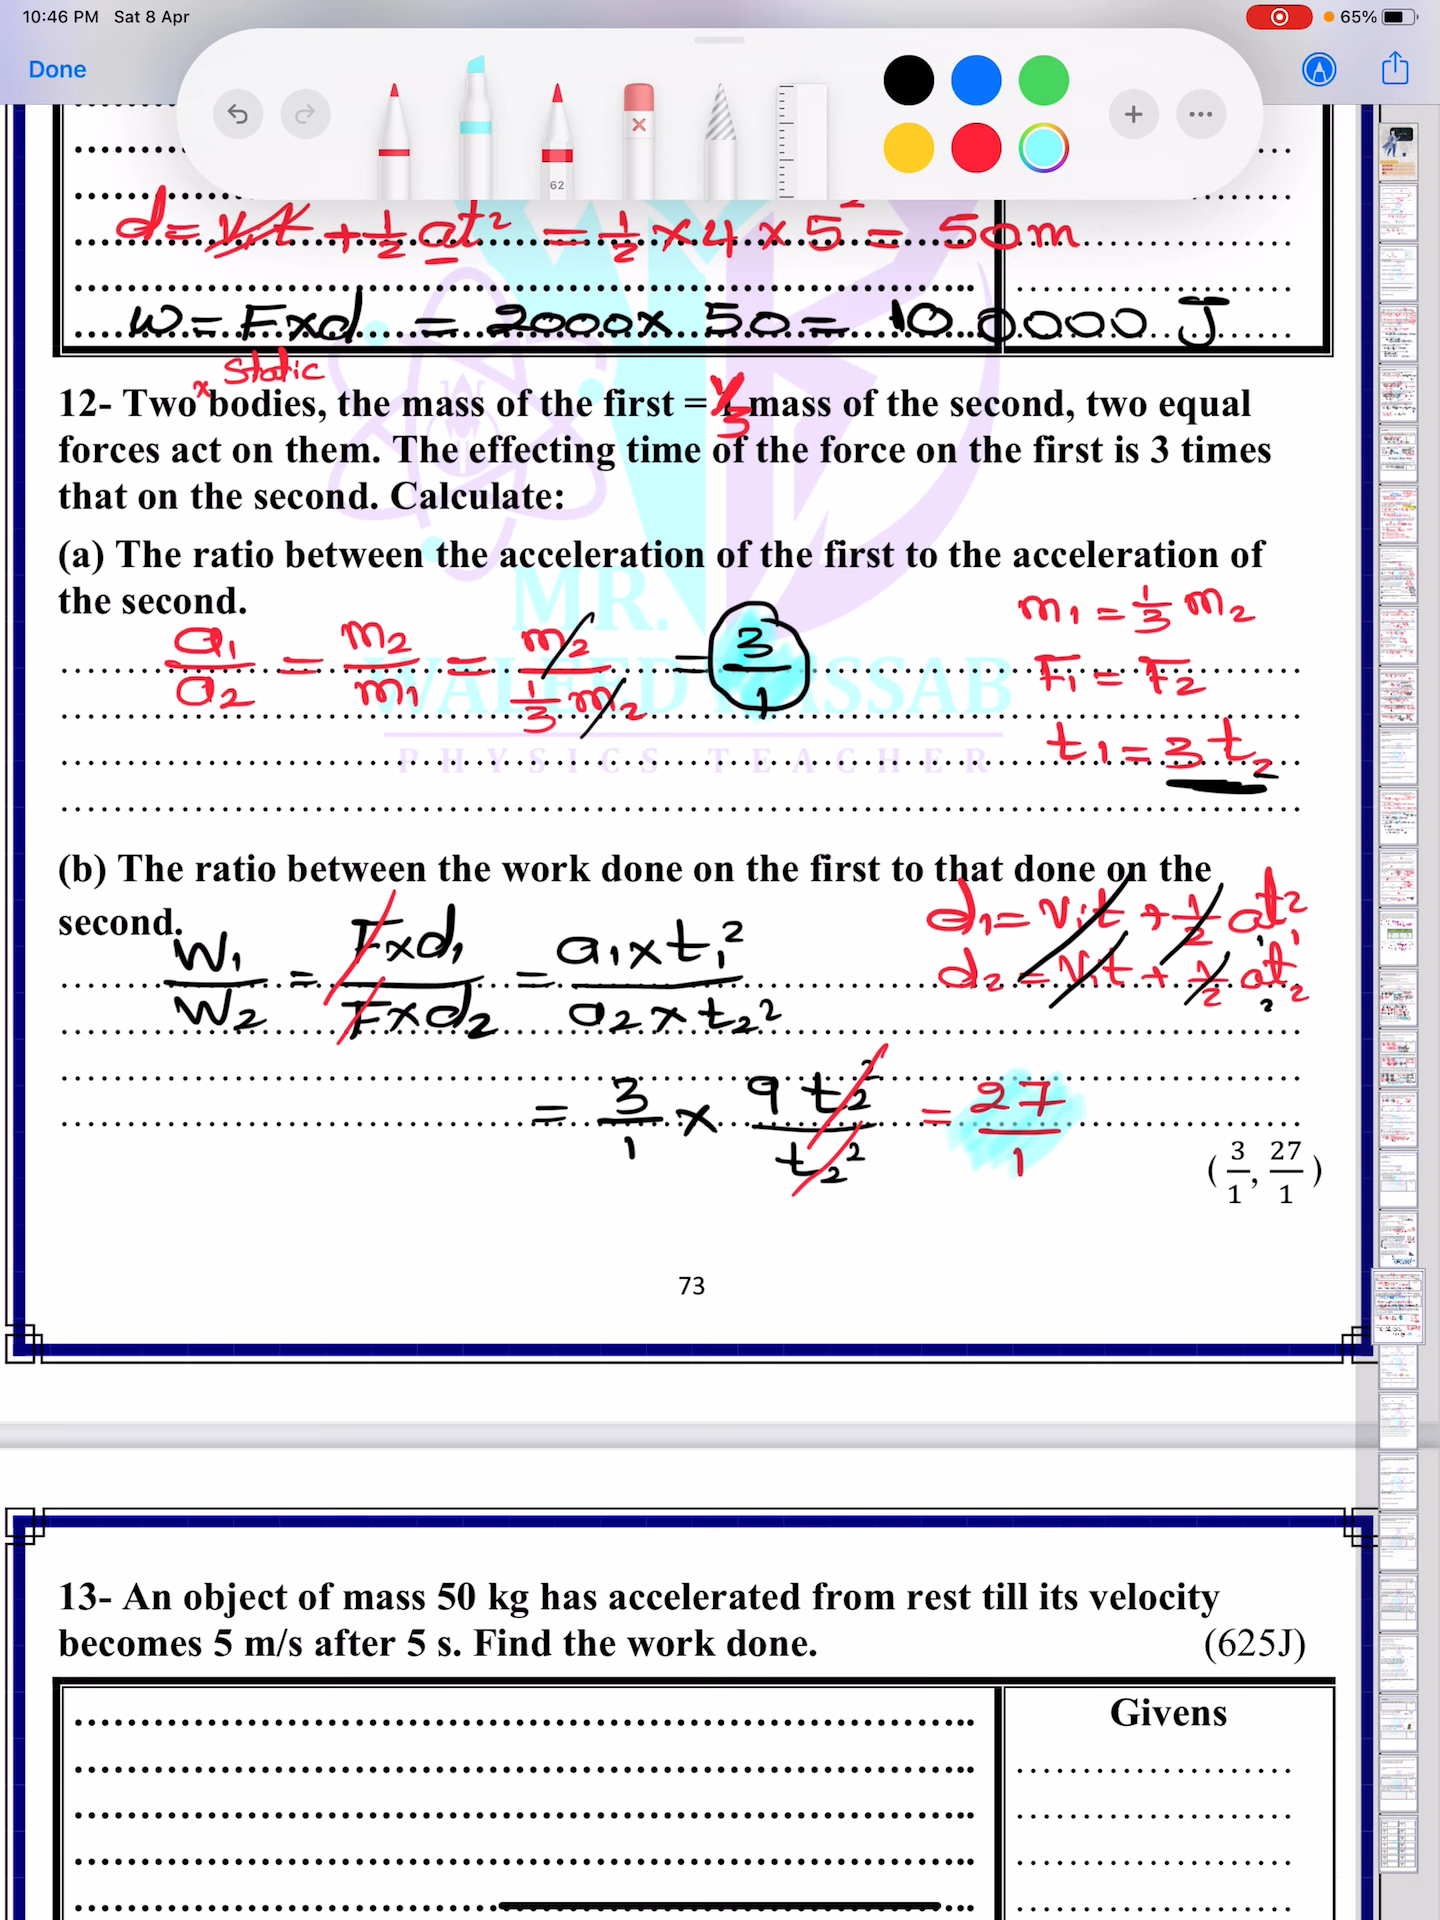 10:46 PM Sat 8 Apr
65%
Done
62
d = Vit + 1/2 at² = 1/2 × 4 × 5² = 50 m
W = F×d = 2000 × 50 = 100000 J
static
12- Two bodies, the mass of the first = 1/3 mass of the second, two equal
forces act on them. The effecting time of the force on the first is 3 times
that on the second. Calculate:
(a) The ratio between the acceleration of the first to the acceleration of
the second.
m1 = 1/3 m2
a1/a2 = m2/m1 = m2/(1/3 m2) = 3/1
F1 = F2
t1 = 3 t2
MR.
WALEED ASSAB
PHYSICS TEACHER
(b) The ratio between the work done on the first to that done on the
second.
d1 = Vit + 1/2 a1t1²
d2 = Vit + 1/2 a2t2²
W1/W2 = F×d1/F×d2 = a1×t1²/a2×t2²
= 3/1 × 9t2²/t2² = 27/1
(3/1, 27/1)
73
13- An object of mass 50 kg has accelerated from rest till its velocity
becomes 5 m/s after 5 s. Find the work done. (625J)
Givens